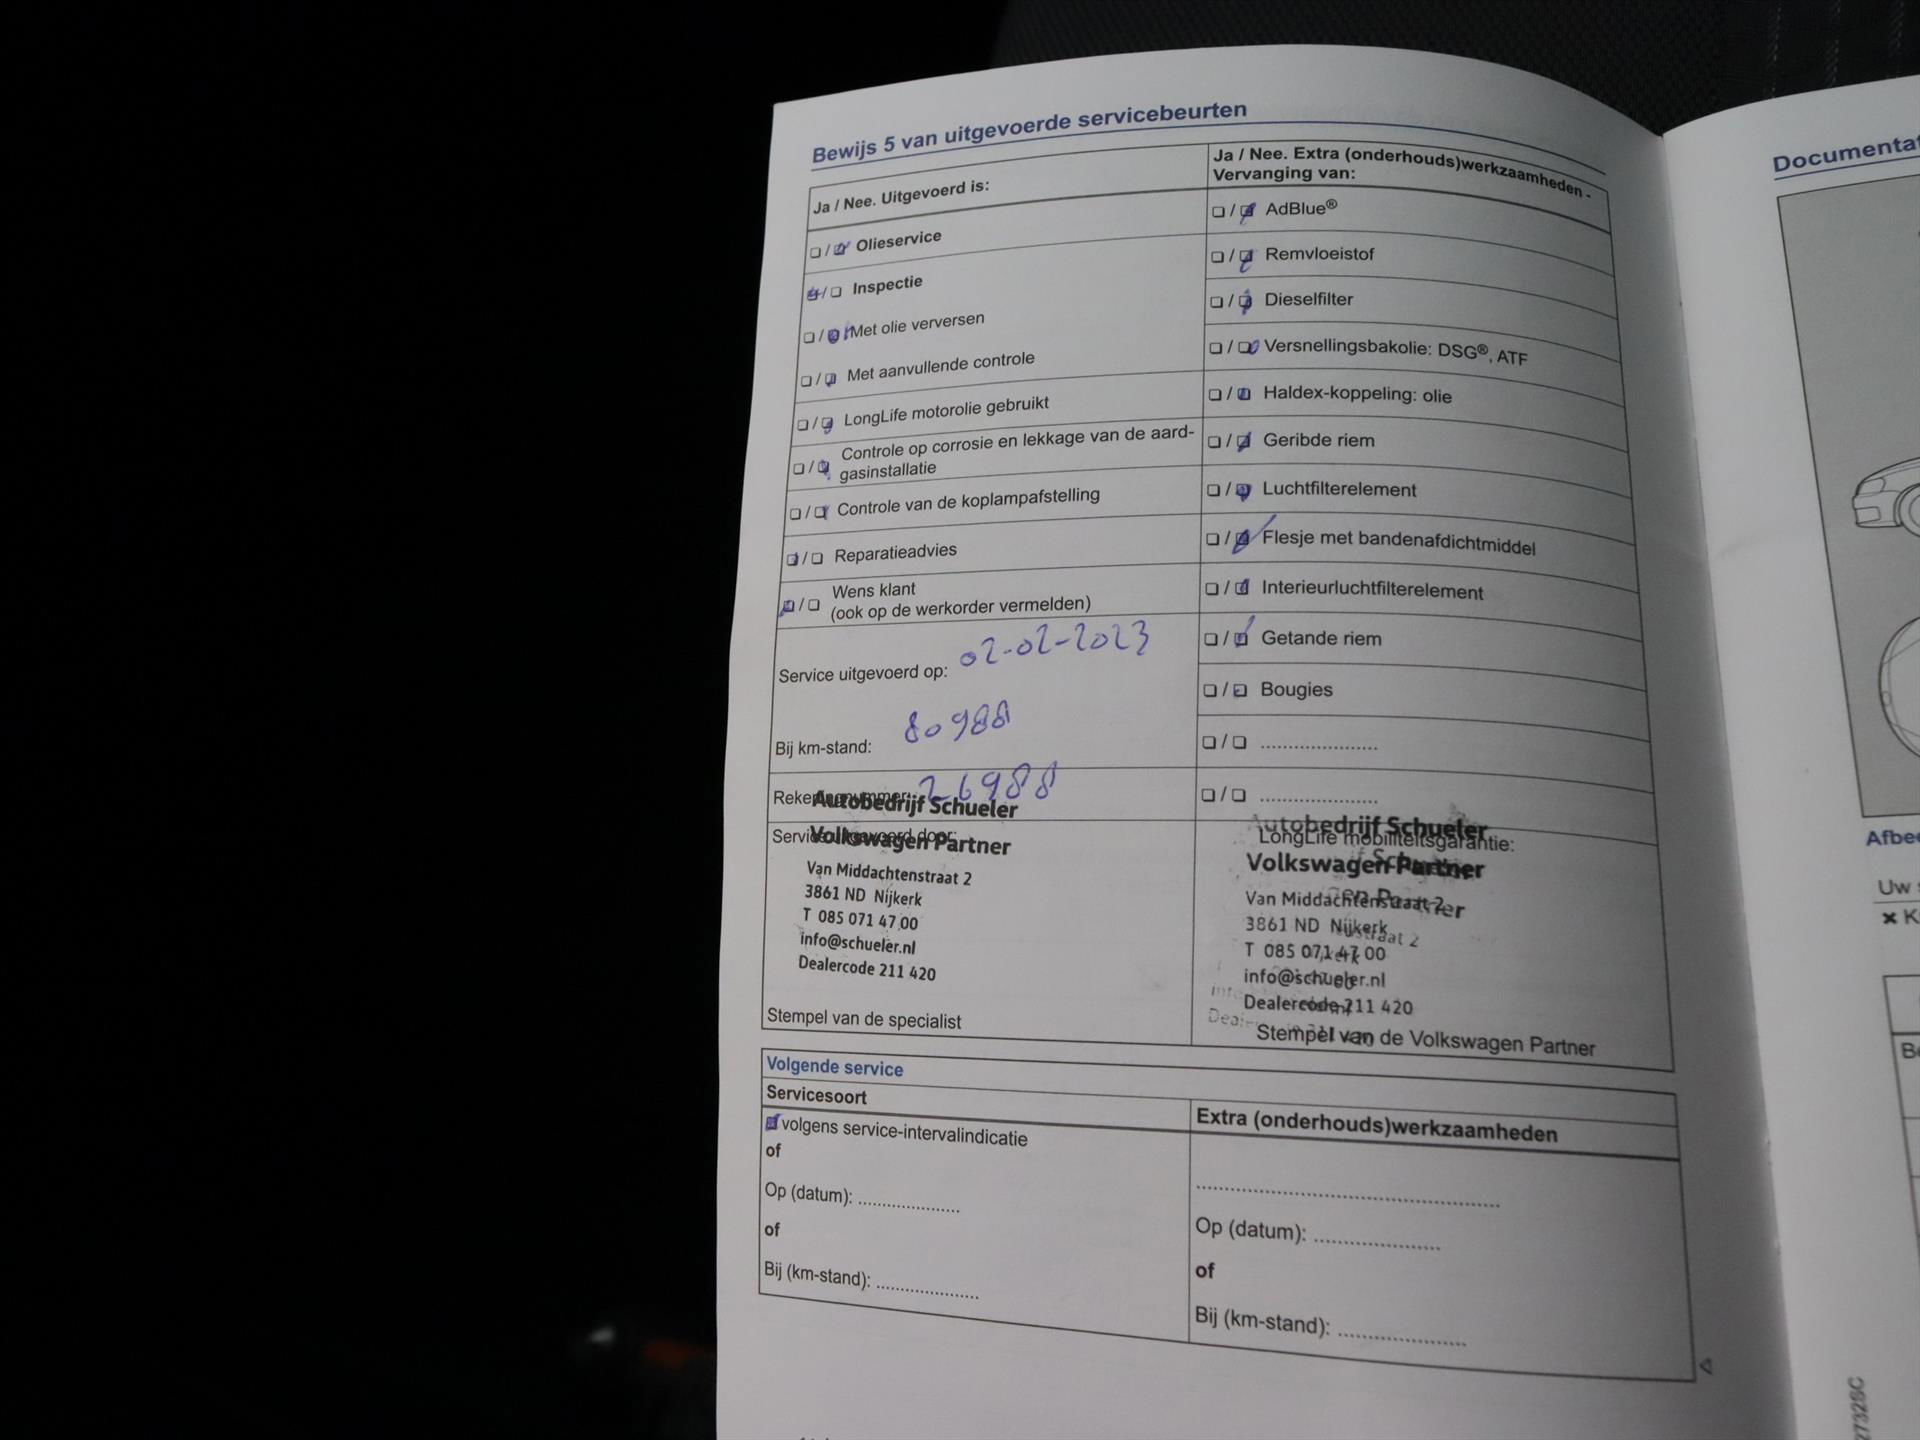 Bewijs 5 van uitgevoerde servicebeurten
Ja / Nee. Uitgevoerd is:
/ Olieservice
/ Inspectie
/ Met olie verversen
/ Met aanvullende controle
/ LongLife motorolie gebruikt
/ Controle op corrosie en lekkage van de aard-
gasinstallatie
/ Controle van de koplampafstelling
/ Reparatieadvies
/ Wens klant
(ook op de werkorder vermelden)
Service uitgevoerd op: 02-02-2023
Bij km-stand: 80988
26988
Autobedrijf Schueler
Volkswagen Partner
Van Middachtenstraat 2
3861 ND Nijkerk
T 085 071 47 00
info@schueler.nl
Dealercode 211 420
Stempel van de specialist
Ja / Nee. Extra (onderhouds)werkzaamheden -
Vervanging van:
/ AdBlue®
/ Remvloeistof
/ Dieselfilter
/ Versnellingsbakolie: DSG®, ATF
/ Haldex-koppeling: olie
/ Geribde riem
/ Luchtfilterelement
/ Flesje met bandenafdichtmiddel
/ Interieurluchtfilterelement
/ Getande riem
/ Bougies
/ ......................
/ ......................
Autobedrijf Schueler
LongLife mobiliteitsgarantie:
Volkswagen Partner
Van Middachtenstraat 2
3861 ND Nijkerk
T 085 071 47 00
info@schueler.nl
Dealercode 211 420
Stempel van de Volkswagen Partner
Volgende service
Servicesoort
volgens service-intervalindicatie
of
Op (datum): ....................
of
Bij (km-stand): ....................
Extra (onderhouds)werkzaamheden
............................................................
Op (datum): ........................
of
Bij (km-stand): ........................
Uw